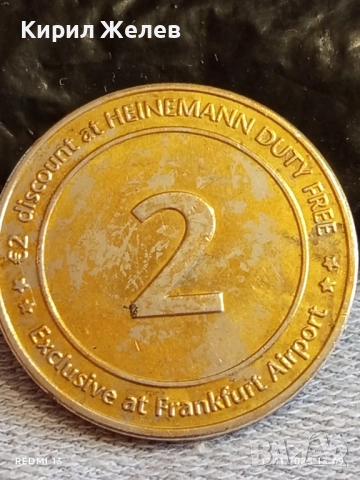 Кирил Желев
€2 discount at HEINEMANN DUTY FREE
2
Exclusive at Frankfurt Airport
REDMI 13